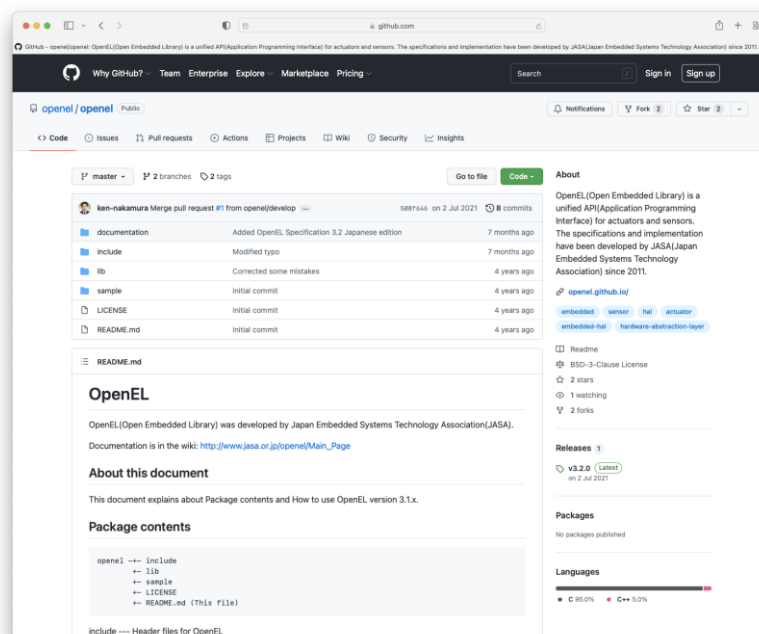 github.com
GitHub - openel/openel: OpenEL(Open Embedded Library) is a unified API(Application Programming Interface) for actuators and sensors. The specifications and implementation have been developed by JASA(Japan Embedded Systems Technology Association) since 2011.
Why GitHub? Team Enterprise Explore Marketplace Pricing Search / Sign in Sign up
openel / openel Public Notifications Fork 2 Star 2
Code Issues Pull requests Actions Projects Wiki Security Insights
master 2 branches 2 tags Go to file Code
ken-nakamura Merge pull request #1 from openel/develop ... on 2 Jul 2021 8 commits
documentation Added OpenEL Specification 3.2 Japanese edition 7 months ago
include Modified typo 7 months ago
lib Corrected some mistakes 4 years ago
sample Initial commit 4 years ago
LICENSE Initial commit 4 years ago
README.md Initial commit 4 years ago
README.md
OpenEL
OpenEL(Open Embedded Library) was developed by Japan Embedded Systems Technology Association(JASA).
Documentation is in the wiki: http://www.jasa.or.jp/openel/Main_Page
About this document
This document explains about Package contents and How to use OpenEL version 3.1.x.
Package contents
openel -+- include
+- lib
+- sample
+- LICENSE
+- README.md (This file)
include --- Header files for OpenEL
About
OpenEL(Open Embedded Library) is a
unified API(Application Programming
Interface) for actuators and sensors.
The specifications and implementation
have been developed by JASA(Japan
Embedded Systems Technology
Association) since 2011.
openel.github.io/
embedded sensor hal actuator
embedded-hal hardware-abstraction-layer
Readme
BSD-3-Clause License
2 stars
1 watching
2 forks
Releases 1
v3.2.0 Latest
on 2 Jul 2021
Packages
No packages published
Languages
C 95.0% C++ 5.0%